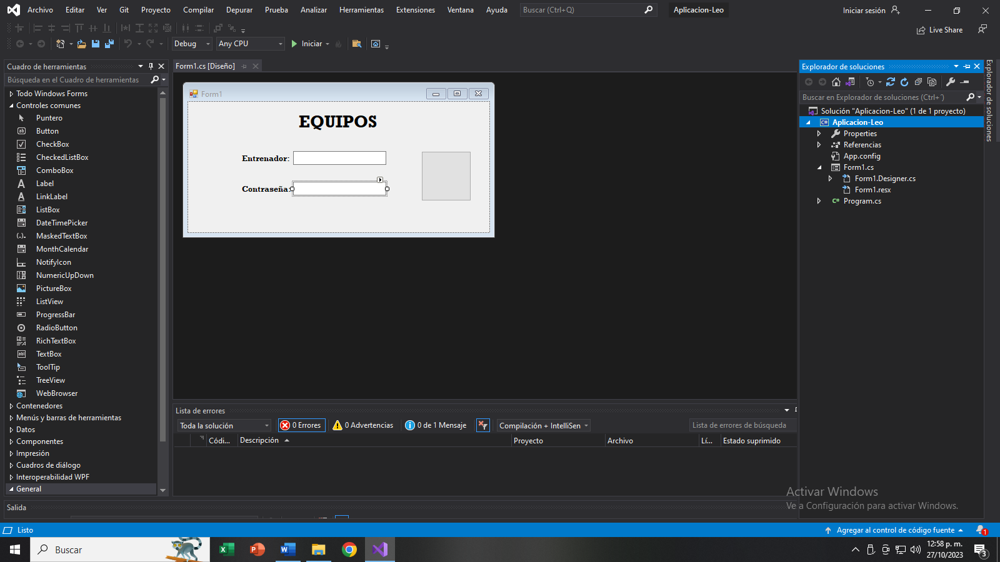 Archivo Editar Ver Git Proyecto Compilar Depurar Prueba Analizar Herramientas Extensiones Ventana Ayuda Buscar (Ctrl+Q) Aplicacion-Leo Iniciar sesión
Live Share
Debug Any CPU Iniciar
Cuadro de herramientas
Búsqueda en el Cuadro de herramientas
Todo Windows Forms
Controles comunes
Puntero
Button
CheckBox
CheckedListBox
ComboBox
Label
LinkLabel
ListBox
DateTimePicker
MaskedTextBox
MonthCalendar
NotifyIcon
NumericUpDown
PictureBox
ListView
ProgressBar
RadioButton
RichTextBox
TextBox
ToolTip
TreeView
WebBrowser
Contenedores
Menús y barras de herramientas
Datos
Componentes
Impresión
Cuadros de diálogo
Interoperabilidad WPF
General
Form1.cs [Diseño]
Form1
EQUIPOS
Entrenador:
Contraseña:
Lista de errores
Toda la solución 0 Errores 0 Advertencias 0 de 1 Mensaje Compilación + IntelliSen Lista de errores de búsqueda
Códi... Descripción Proyecto Archivo Lí... Estado suprimido
Salida
Explorador de soluciones
Buscar en Explorador de soluciones (Ctrl+´)
Solución "Aplicacion-Leo" (1 de 1 proyecto)
Aplicacion-Leo
Properties
Referencias
App.config
Form1.cs
Form1.Designer.cs
Form1.resx
Program.cs
Explorador de soluciones
Activar Windows
Ve a Configuración para activar Windows.
Listo Agregar al control de código fuente 1
Buscar
12:58 p. m.
27/10/2023
3